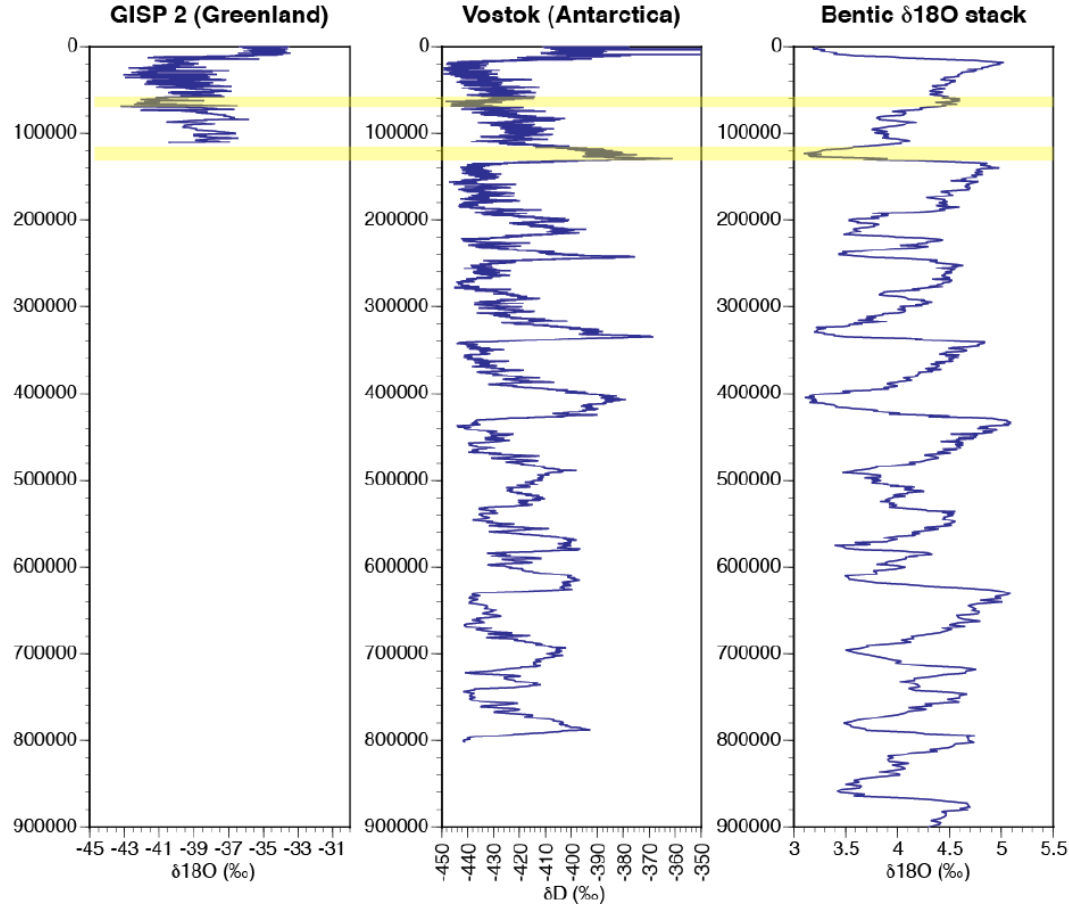 GISP 2 (Greenland) Vostok (Antarctica) Bentic δ18O stack
0 0 0
100000 100000 100000
200000 200000 200000
300000 300000 300000
400000 400000 400000
500000 500000 500000
600000 600000 600000
700000 700000 700000
800000 800000 800000
900000 900000 900000
-45 -43 -41 -39 -37 -35 -33 -31 -450 -440 -430 -420 -410 -400 -390 -380 -370 -360 -350 3 3.5 4 4.5 5 5.5
δ18O (‰) δD (‰) δ18O (‰)